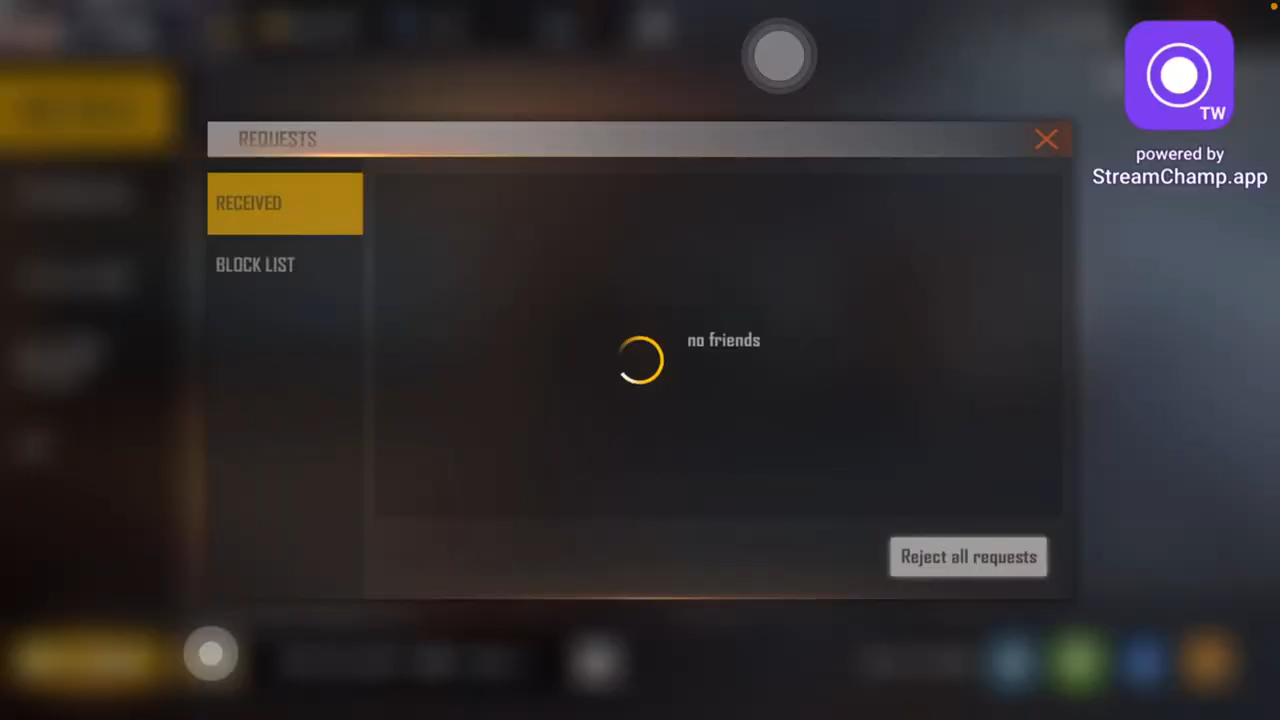 REQUESTS
RECEIVED
BLOCK LIST
no friends
Reject all requests
TW
powered by
StreamChamp.app